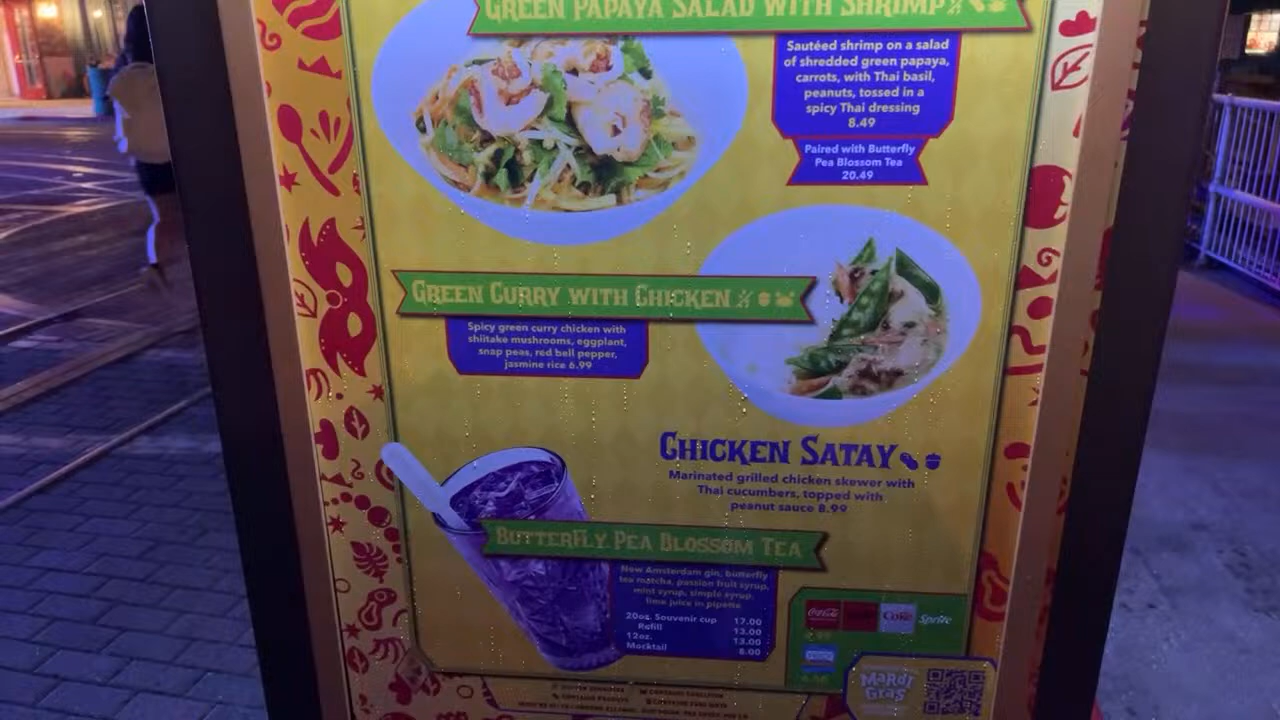 GREEN PAPAYA SALAD WITH SHRIMP
Sautéed shrimp on a salad
of shredded green papaya,
carrots, with Thai basil,
peanuts, tossed in a
spicy Thai dressing
8.49
Paired with Butterfly
Pea Blossom Tea
20.49
GREEN CURRY WITH CHICKEN
Spicy green curry chicken with
shiitake mushrooms, eggplant,
snap peas, red bell pepper,
jasmine rice 6.99
CHICKEN SATAY
Marinated grilled chicken skewer with
Thai cucumbers, topped with
peanut sauce 8.99
BUTTERFLY PEA BLOSSOM TEA
New Amsterdam gin, butterfly
tea matcha, passion fruit syrup,
mint syrup, simple syrup,
lime juice in pipette
20oz. Souvenir cup 17.00
Refill 13.00
12oz. 13.00
Mocktail 8.00
Coca-Cola
Coke
Sprite
MARDI
GRAS